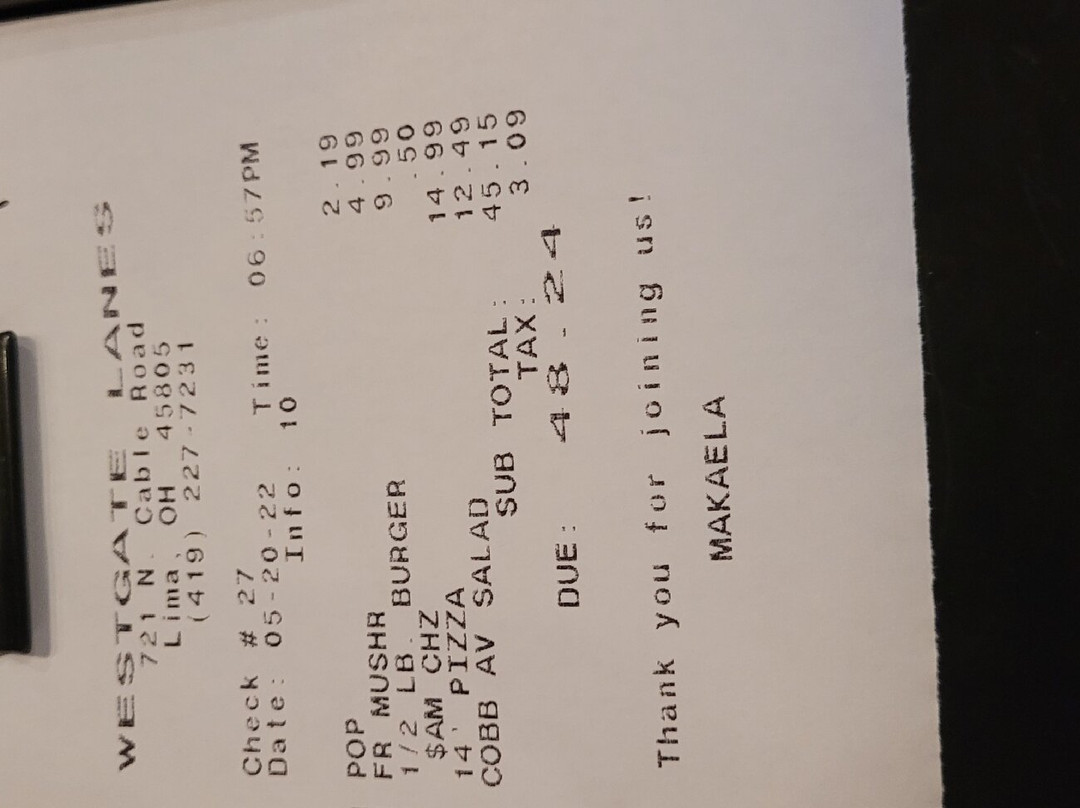 WESTGATE LANES
721 N. Cable Road
Lima, OH 45805
(419) 227-7231
Check # 27
Date: 05-20-22 Time: 06:57PM
Info: 10
POP 2.19
FR MUSHR 4.99
1/2 LB. BURGER 9.99
$AM CHZ .50
14' PIZZA 14.99
COBB AV SALAD 12.49
SUB TOTAL: 45.15
TAX: 3.09
DUE: 48.24
Thank you for joining us!
MAKAELA